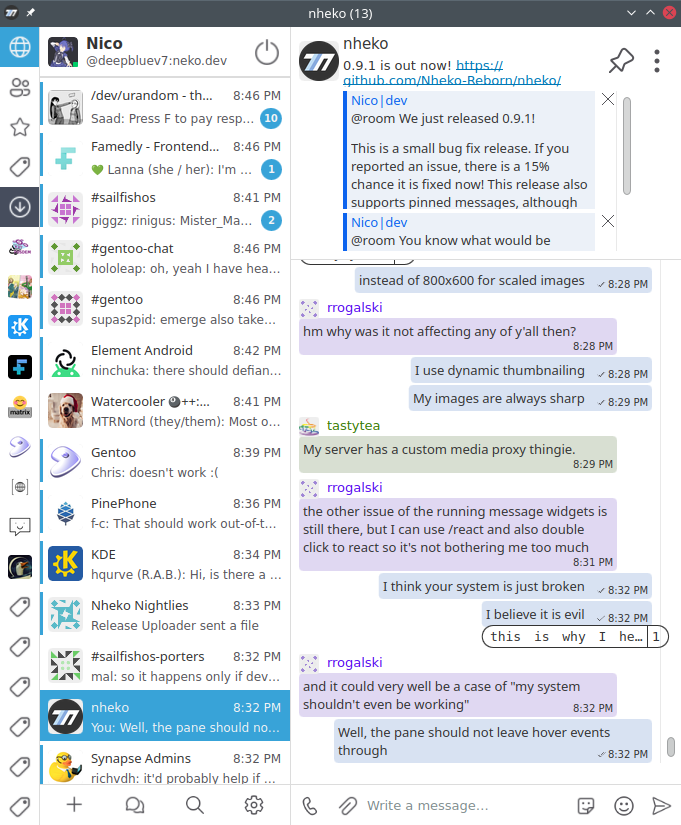 nheko (13)
Nico
@deepbluev7:neko.dev
/dev/urandom - th... 8:46 PM
Saad: Press F to pay resp... 10
Famedly - Frontend... 8:46 PM
💚 Lanna (she / her): I'm ... 1
#sailfishos 8:41 PM
piggz: rinigus: Mister_Ma... 2
#gentoo-chat 8:46 PM
hololeap: oh, yeah I have hea...
#gentoo 8:46 PM
supas2pid: emerge also take...
Element Android 8:42 PM
ninchuka: there should defian...
Watercooler 🎱++:... 8:41 PM
MTRNord (they/them): Most o...
Gentoo 8:39 PM
Chris: doesn't work :(
PinePhone 8:36 PM
f-c: That should work out-of-t...
KDE 8:34 PM
hqurve (R.A.B.): Hi, is there a ...
Nheko Nightlies 8:33 PM
Release Uploader sent a file
#sailfishos-porters 8:32 PM
mal: so it happens only if dev...
nheko 8:32 PM
You: Well, the pane should no...
Synapse Admins 8:32 PM
richvdh: it'd probably help if ...
matrix
nheko
0.9.1 is out now! https://
github.com/Nheko-Reborn/nheko/
Nico|dev
@room We just released 0.9.1!
This is a small bug fix release. If you
reported an issue, there is a 15%
chance it is fixed now! This release also
supports pinned messages, although
Nico|dev
@room You know what would be
instead of 800x600 for scaled images 8:28 PM
rrogalski
hm why was it not affecting any of y'all then?
8:28 PM
I use dynamic thumbnailing 8:28 PM
My images are always sharp 8:29 PM
tastytea
My server has a custom media proxy thingie.
8:29 PM
rrogalski
the other issue of the running message widgets is
still there, but I can use /react and also double
click to react so it's not bothering me too much
8:31 PM
I think your system is just broken 8:32 PM
I believe it is evil 8:32 PM
this is why I he… 1
rrogalski
and it could very well be a case of "my system
shouldn't even be working"
8:32 PM
Well, the pane should not leave hover events
through 8:32 PM
Write a message...